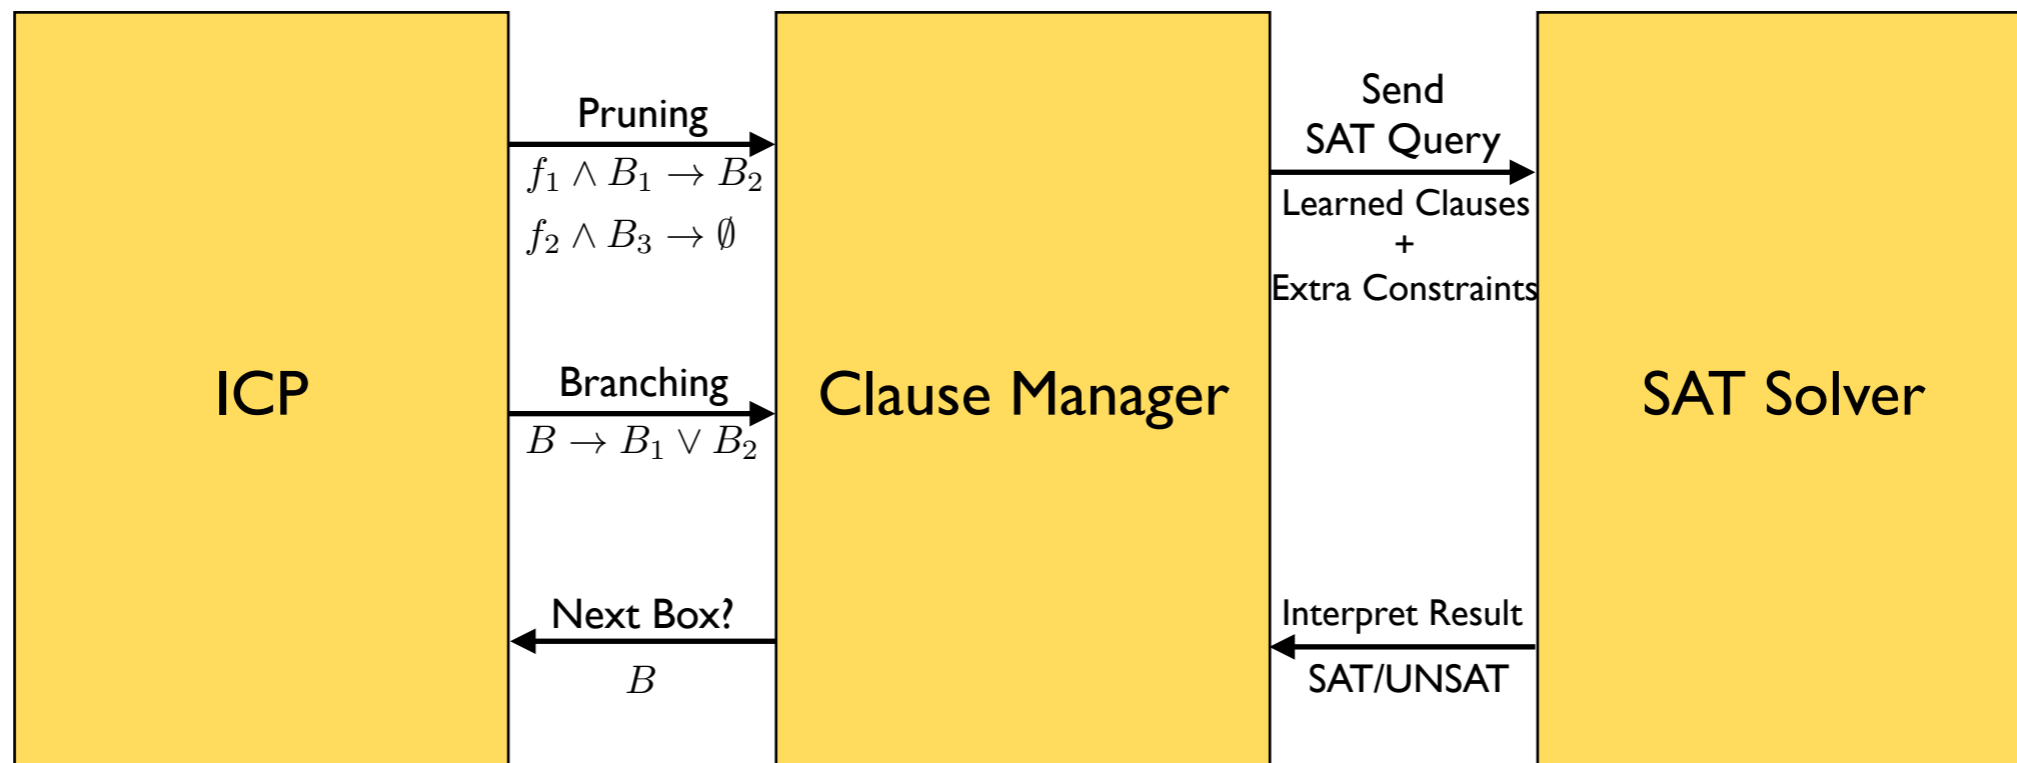 ICP
Pruning
f₁ ∧ B₁ → B₂
f₂ ∧ B₃ → ∅
Branching
B → B₁ ∨ B₂
Next Box?
B
Clause Manager
Send
SAT Query
Learned Clauses
+
Extra Constraints
Interpret Result
SAT/UNSAT
SAT Solver